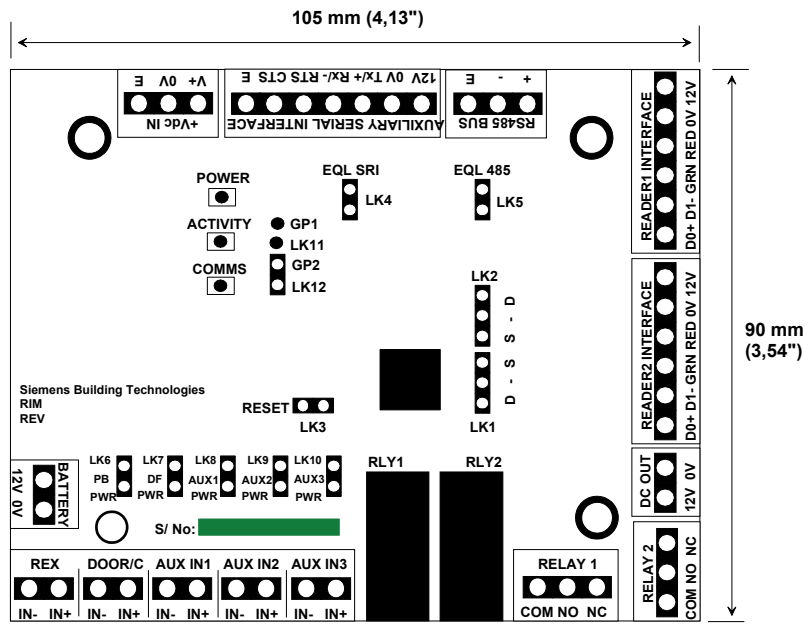 105 mm (4,13")
E 0V V+
+Vdc IN
12V 0V Tx/+ Rx/- RTS CTS E
AUXILIARY SERIAL INTERFACE
+ - E
RS485 BUS
READER1 INTERFACE
D0+ D1- GRN RED 0V 12V
POWER
EQL SRI
LK4
EQL 485
LK5
ACTIVITY
GP1
LK11
COMMS
GP2
LK12
LK2
S - D
READER2 INTERFACE
D0+ D1- GRN RED 0V 12V
90 mm
(3,54")
D - S
LK1
Siemens Building Technologies
RIM
REV
RESET
LK3
BATTERY
12V 0V
LK6
PB
PWR
LK7
DF
PWR
LK8
AUX1
PWR
LK9
AUX2
PWR
LK10
AUX3
PWR
RLY1
RLY2
DC OUT
12V 0V
S/ No:
REX
IN- IN+
DOOR/C
IN- IN+
AUX IN1
IN- IN+
AUX IN2
IN- IN+
AUX IN3
IN- IN+
RELAY 1
COM NO NC
RELAY 2
COM NO NC